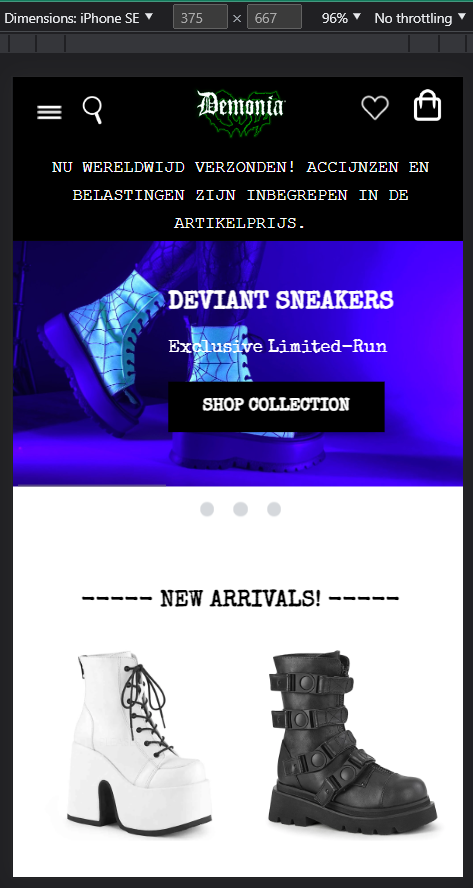 Dimensions: iPhone SE ▼ 375 × 667 96% ▼ No throttling ▼
Demonia
NU WERELDWIJD VERZONDEN! ACCIJNZEN EN
BELASTINGEN ZIJN INBEGREPEN IN DE
ARTIKELPRIJS.
DEVIANT SNEAKERS
Exclusive Limited-Run
SHOP COLLECTION
----- NEW ARRIVALS! -----